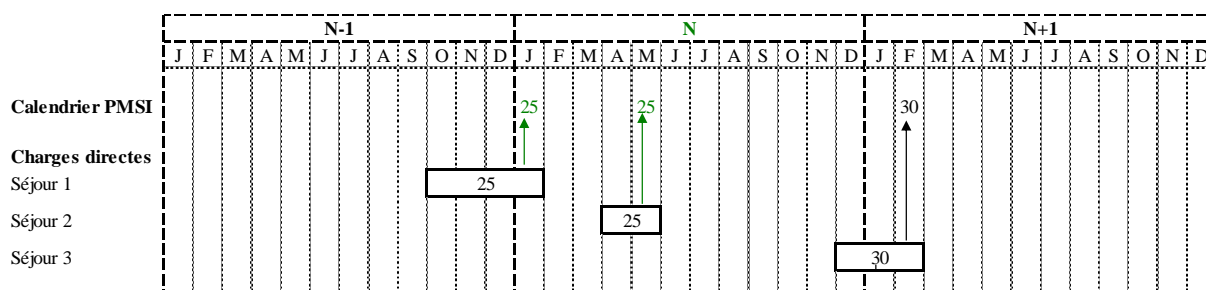 N-1 N N+1
J F M A M J J A S O N D J F M A M J J A S O N D J F M A M J J A S O N D
Calendrier PMSI 25 25 30
Charges directes
Séjour 1 25
Séjour 2 25
Séjour 3 30